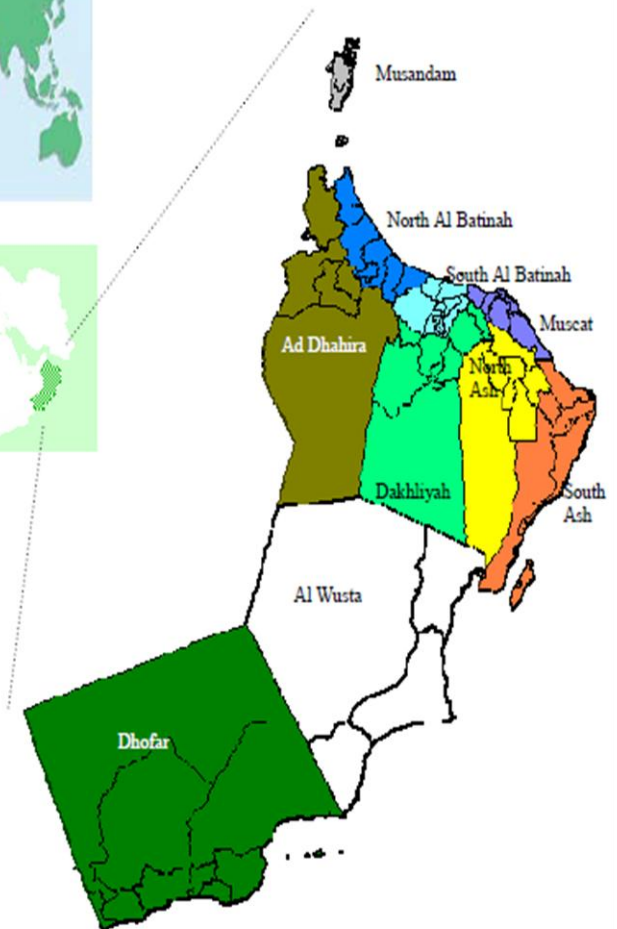 Musandam
North Al Batinah
South Al Batinah
Muscat
Ad Dhahira
North
Ash
Dakhliyah
South
Ash
Al Wusta
Dhofar